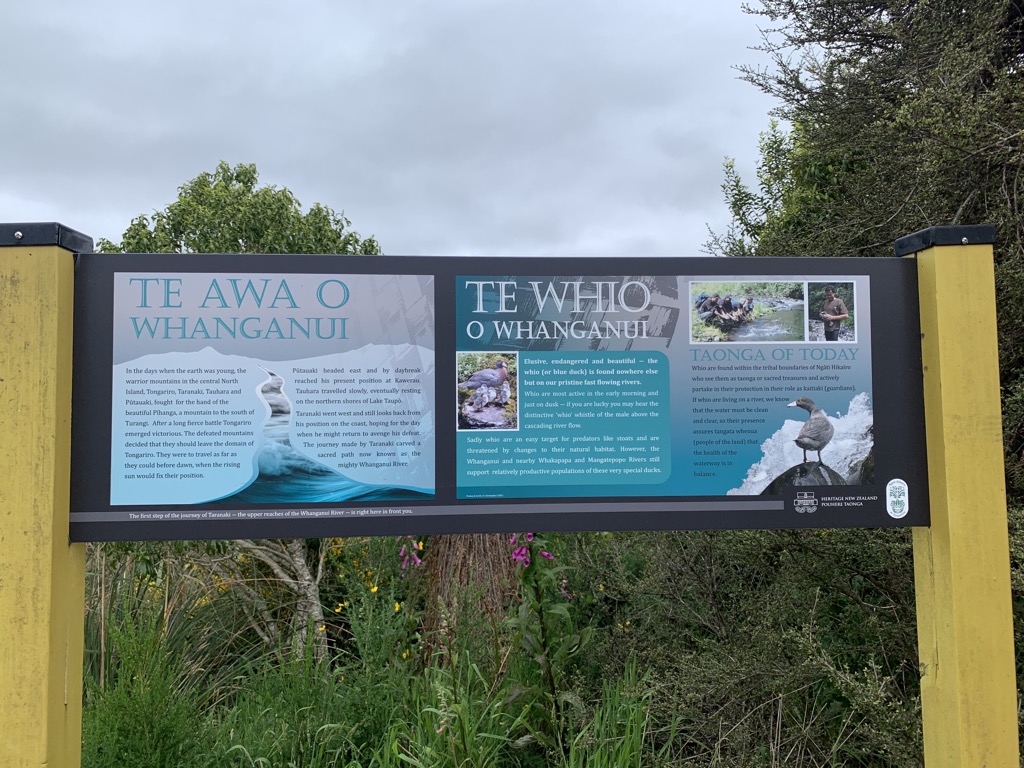 TE AWA O
WHANGANUI
In the days when the earth was young, the
warrior mountains in the central North
Island, Tongariro, Taranaki, Tauhara and
Pūtauaki, fought for the hand of the
beautiful Pihanga, a mountain to the south of
Turangi. After a long fierce battle Tongariro
emerged victorious. The defeated mountains
decided that they should leave the domain of
Tongariro. They were to travel as far as
they could before dawn, when the rising
sun would fix their position.
Pūtauaki headed east and by daybreak
reached his present position at Kawerau.
Tauhara travelled slowly, eventually resting
on the northern shores of Lake Taupō.
Taranaki went west and still looks back from
his position on the coast, hoping for the day
when he might return to avenge his defeat.
The journey made by Taranaki carved a
sacred path now known as the
mighty Whanganui River.
The first step of the journey of Taranaki – the upper reaches of the Whanganui River – is right here in front you.
TE WHIO
O WHANGANUI
Elusive, endangered and beautiful – the
whio (or blue duck) is found nowhere else
but on our pristine fast flowing rivers.
Whio are most active in the early morning and
just on dusk – if you are lucky you may hear the
distinctive 'whio' whistle of the male above the
cascading river flow.
Sadly whio are an easy target for predators like stoats and are
threatened by changes to their natural habitat. However, the
Whanganui and nearby Whakapapa and Mangatepopo Rivers still
support relatively productive populations of these very special ducks.
TAONGA OF TODAY
Whio are found within the tribal boundaries of Ngāti Hikairo
who see them as taonga or sacred treasures and actively
partake in their protection in their role as kaitiaki (guardians).
If whio are living on a river, we know
that the water must be clean
and clear, so their presence
assures tangata whenua
(people of the land) that
the health of the
waterway is in
balance.
HERITAGE NEW ZEALAND
POUHERE TAONGA